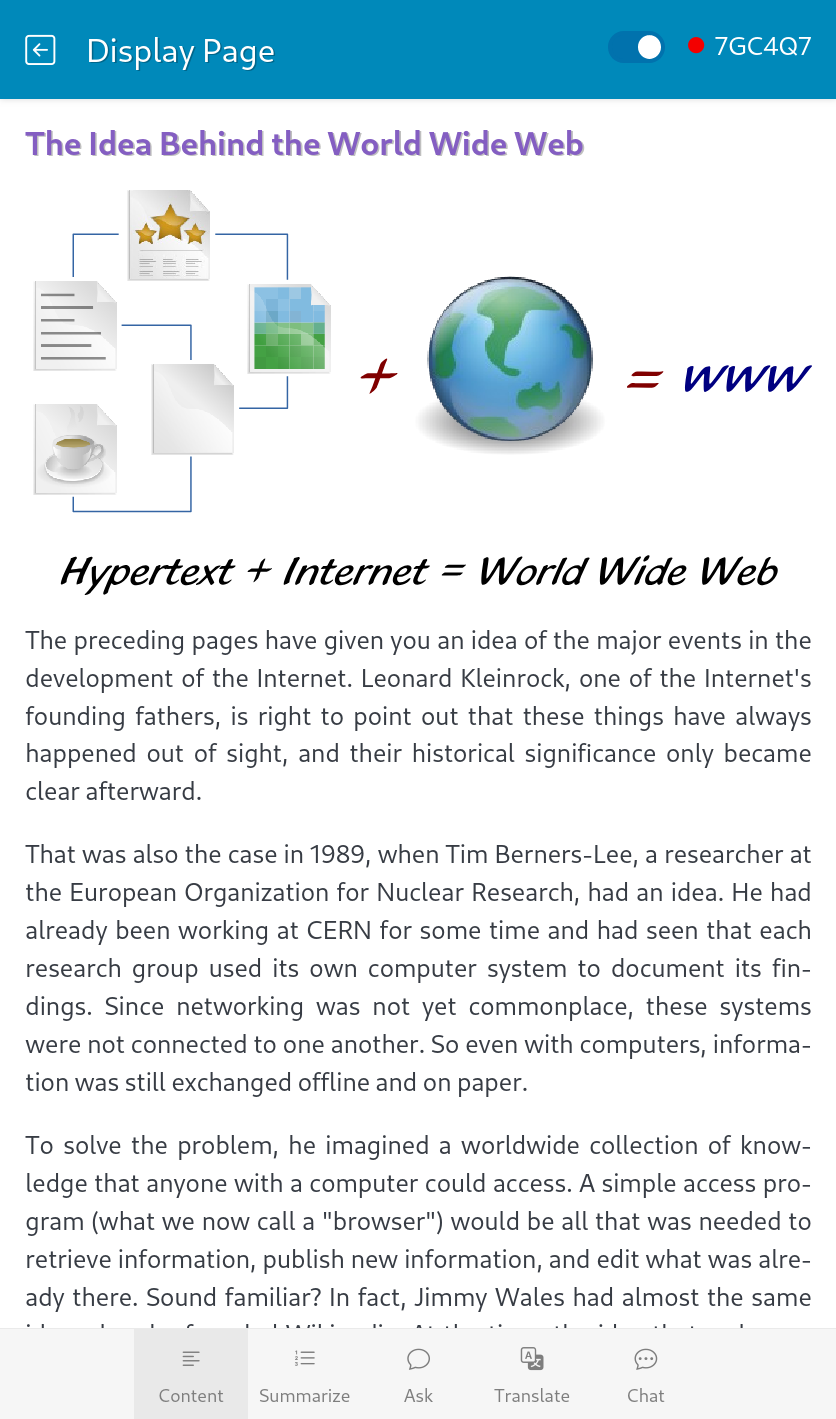 Display Page
7GC4Q7
The Idea Behind the World Wide Web
+
= WWW
Hypertext + Internet = World Wide Web
The preceding pages have given you an idea of the major events in the
development of the Internet. Leonard Kleinrock, one of the Internet's
founding fathers, is right to point out that these things have always
happened out of sight, and their historical significance only became
clear afterward.
That was also the case in 1989, when Tim Berners-Lee, a researcher at
the European Organization for Nuclear Research, had an idea. He had
already been working at CERN for some time and had seen that each
research group used its own computer system to document its fin-
dings. Since networking was not yet commonplace, these systems
were not connected to one another. So even with computers, informa-
tion was still exchanged offline and on paper.
To solve the problem, he imagined a worldwide collection of know-
ledge that anyone with a computer could access. A simple access pro-
gram (what we now call a "browser") would be all that was needed to
retrieve information, publish new information, and edit what was alre-
ady there. Sound familiar? In fact, Jimmy Wales had almost the same
Content
Summarize
Ask
Translate
Chat